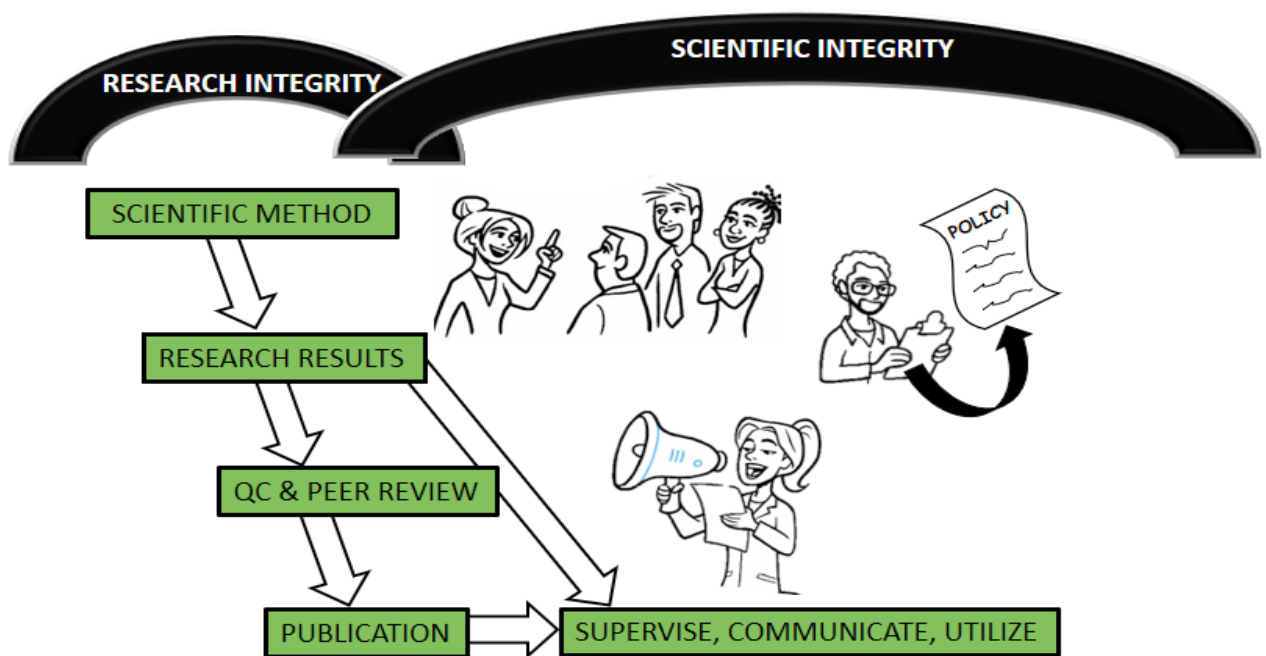 RESEARCH INTEGRITY
SCIENTIFIC INTEGRITY
SCIENTIFIC METHOD
POLICY
RESEARCH RESULTS
QC & PEER REVIEW
PUBLICATION
SUPERVISE, COMMUNICATE, UTILIZE